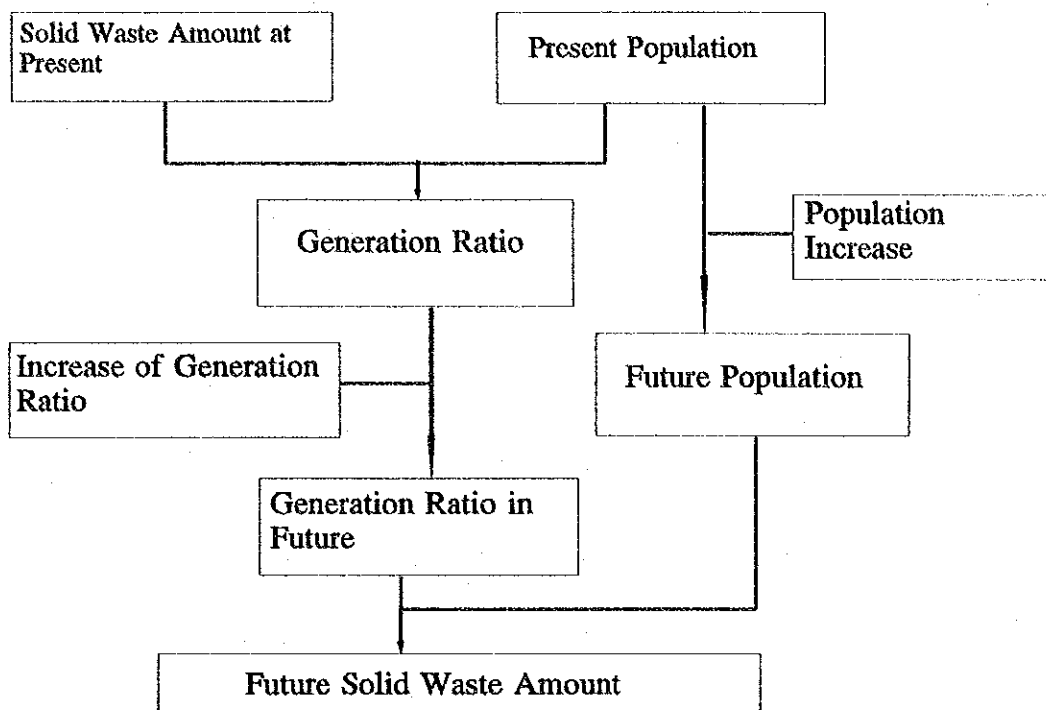 Solid Waste Amount at
Present
Present Population
Generation Ratio
Population
Increase
Increase of Generation
Ratio
Future Population
Generation Ratio in
Future
Future Solid Waste Amount